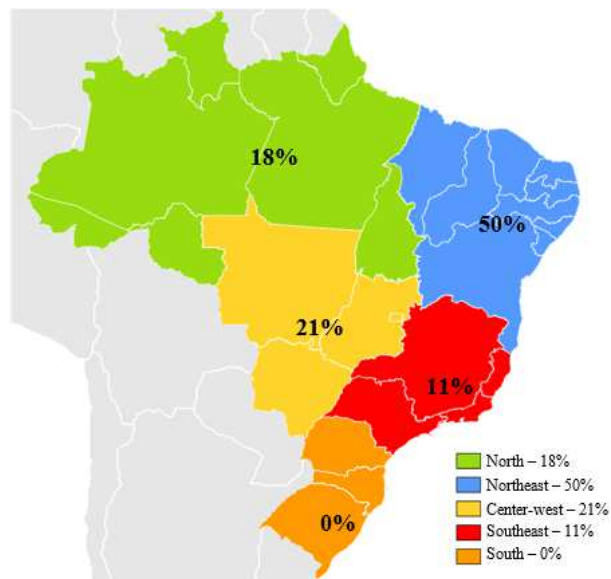 18%
50%
21%
11%
0%
North – 18%
Northeast – 50%
Center-west – 21%
Southeast – 11%
South – 0%